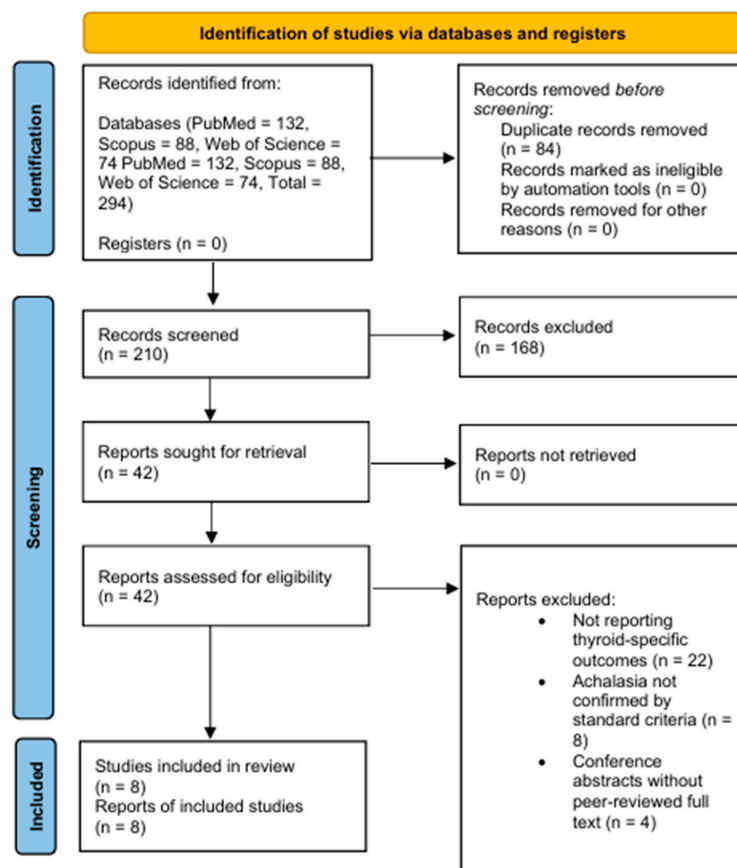 Identification of studies via databases and registers
Identification
Records identified from:
Databases (PubMed = 132,
Scopus = 88, Web of Science =
74 PubMed = 132, Scopus = 88,
Web of Science = 74, Total =
294)
Registers (n = 0)
Records removed before
screening:
Duplicate records removed
(n = 84)
Records marked as ineligible
by automation tools (n = 0)
Records removed for other
reasons (n = 0)
Screening
Records screened
(n = 210)
Records excluded
(n = 168)
Reports sought for retrieval
(n = 42)
Reports not retrieved
(n = 0)
Reports assessed for eligibility
(n = 42)
Reports excluded:
• Not reporting
thyroid-specific
outcomes (n = 22)
• Achalasia not
confirmed by
standard criteria (n =
8)
• Conference
abstracts without
peer-reviewed full
text (n = 4)
Included
Studies included in review
(n = 8)
Reports of included studies
(n = 8)